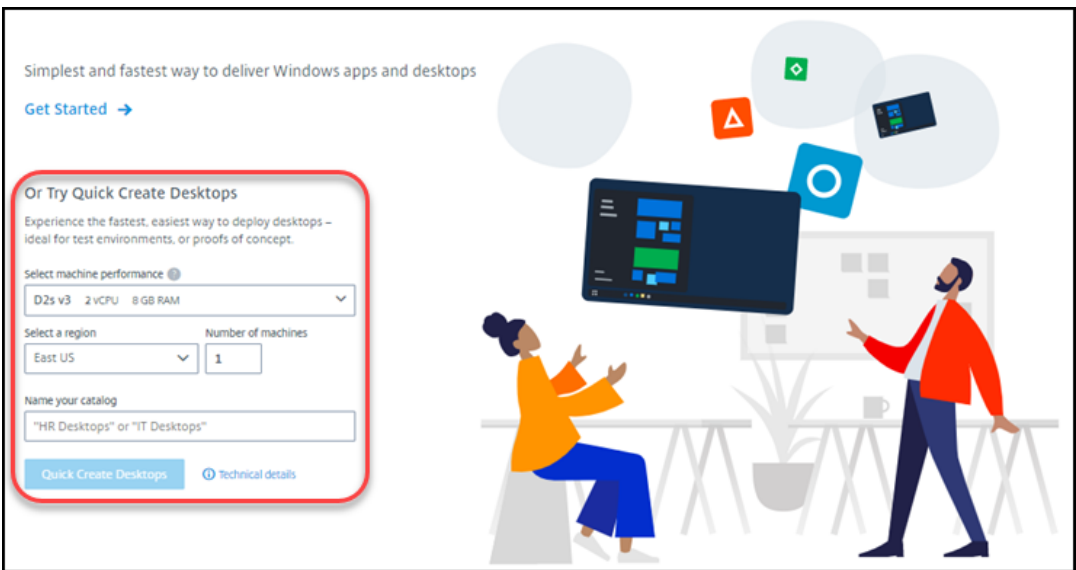 Simplest and fastest way to deliver Windows apps and desktops
Get Started →
Or Try Quick Create Desktops
Experience the fastest, easiest way to deploy desktops –
ideal for test environments, or proofs of concept.
Select machine performance ?
D2s v3 2 vCPU 8 GB RAM
Select a region Number of machines
East US 1
Name your catalog
"HR Desktops" or "IT Desktops"
Quick Create Desktops Technical details